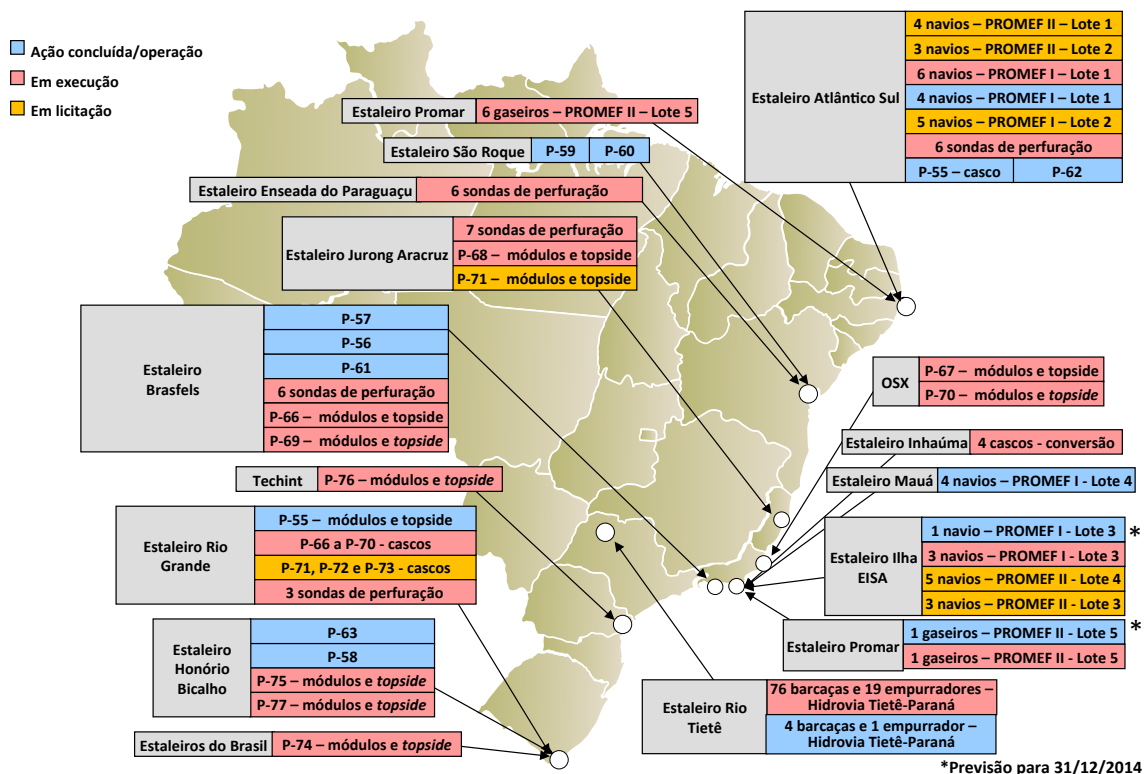 Ação concluída/operação
Em execução
Em licitação
Estaleiro Atlântico Sul
4 navios – PROMEF II – Lote 1
3 navios – PROMEF II – Lote 2
6 navios – PROMEF I – Lote 1
4 navios – PROMEF I – Lote 1
5 navios – PROMEF I – Lote 2
6 sondas de perfuração
P-55 – casco
P-62
Estaleiro Promar
6 gaseiros – PROMEF II – Lote 5
Estaleiro São Roque
P-59
P-60
Estaleiro Enseada do Paraguaçu
6 sondas de perfuração
Estaleiro Jurong Aracruz
7 sondas de perfuração
P-68 – módulos e topside
P-71 – módulos e topside
Estaleiro
Brasfels
P-57
P-56
P-61
6 sondas de perfuração
P-66 – módulos e topside
P-69 – módulos e topside
OSX
P-67 – módulos e topside
P-70 – módulos e topside
Estaleiro Inhaúma
4 cascos - conversão
Estaleiro Mauá
4 navios – PROMEF I - Lote 4
Techint
P-76 – módulos e topside
Estaleiro Rio
Grande
P-55 – módulos e topside
P-66 a P-70 - cascos
P-71, P-72 e P-73 - cascos
3 sondas de perfuração
Estaleiro Ilha
EISA
1 navio – PROMEF I - Lote 3
*
3 navios – PROMEF I - Lote 3
5 navios – PROMEF II - Lote 4
3 navios – PROMEF II - Lote 3
Estaleiro Promar
1 gaseiros – PROMEF II - Lote 5
*
1 gaseiros – PROMEF II - Lote 5
Estaleiro
Honório
Bicalho
P-63
P-58
P-75 – módulos e topside
P-77 – módulos e topside
Estaleiro Rio
Tietê
76 barcaças e 19 empurradores –
Hidrovia Tietê-Paraná
4 barcaças e 1 empurrador –
Hidrovia Tietê-Paraná
Estaleiros do Brasil
P-74 – módulos e topside
*Previsão para 31/12/2014